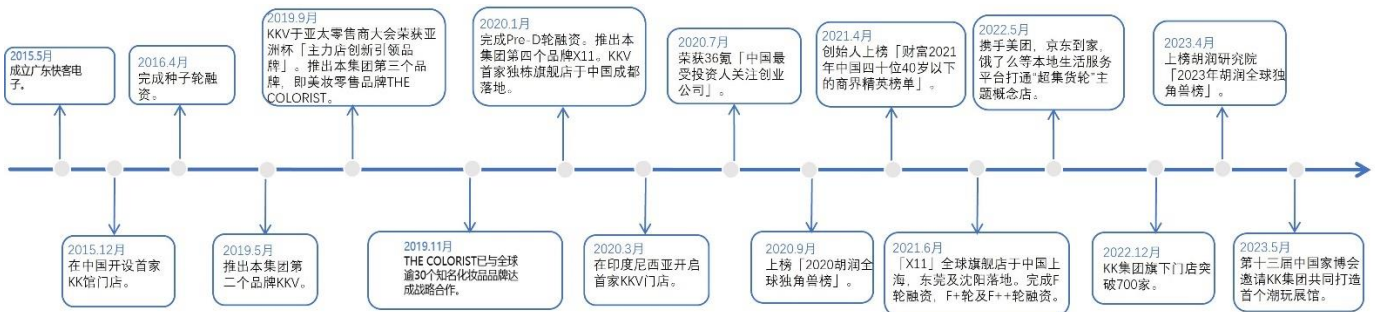 2015.5月
成立广东快客电
子。
2016.4月
完成种子轮融
资。
2019.9月
KKV于亚太零售商大会荣获亚
洲杯「主力店创新引领品
牌」。推出本集团第三个品
牌，即美妆零售品牌THE
COLORIST。
2020.1月
完成Pre-D轮融资。推出本
集团第四个品牌X11。KKV
首家独栋旗舰店于中国成都
落地。
2020.7月
荣获36氪「中国最
受投资人关注创业
公司」。
2021.4月
创始人上榜「财富2021
年中国四十位40岁以下
的商界精英榜单」。
2022.5月
携手美团，京东到家，
饿了么等本地生活服务
平台打通“超集货轮”主
题概念店。
2023.4月
上榜胡润研究院
「2023年胡润全球独
角兽榜」。
2015.12月
在中国开设首家
KK馆门店。
2019.5月
推出本集团第
二个品牌KKV。
2019.11月
THE COLORIST已与全球
逾30个知名化妆品品牌达
成战略合作。
2020.3月
在印度尼西亚开启
首家KKV门店。
2020.9月
上榜「2020胡润全
球独角兽榜」。
2021.6月
「X11」全球旗舰店于中国上
海，东莞及沈阳落地。完成F
轮融资，F+轮及F++轮融资。
2022.12月
KK集团旗下门店突
破700家。
2023.5月
第十三届中国家博会
邀请KK集团共同打造
首个潮玩展馆。